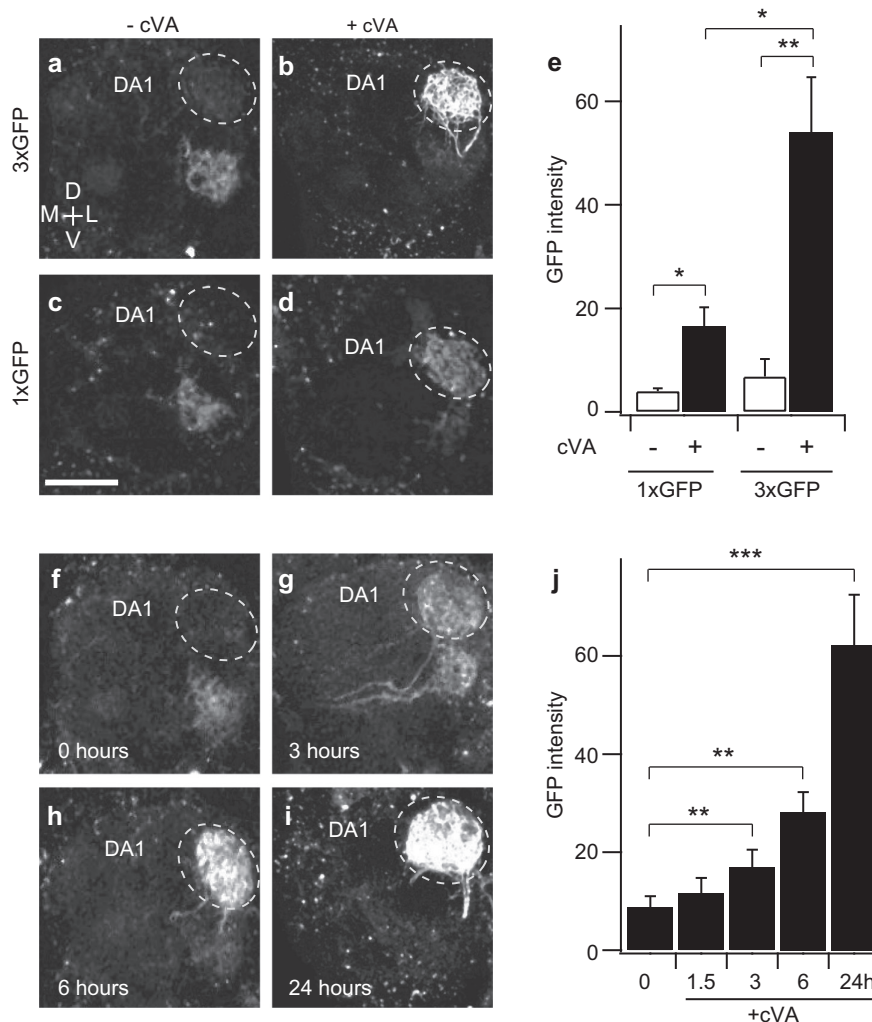 - cVA
+ cVA
3xGFP
a
DA1
D
M L
V
b
DA1
1xGFP
c
DA1
d
DA1
e
GFP intensity
60
40
20
0
*
*
**
cVA - + - +
1xGFP 3xGFP
f
DA1
0 hours
g
DA1
3 hours
h
DA1
6 hours
i
DA1
24 hours
j
GFP intensity
60
40
20
0
***
**
**
0 1.5 3 6 24h
+cVA